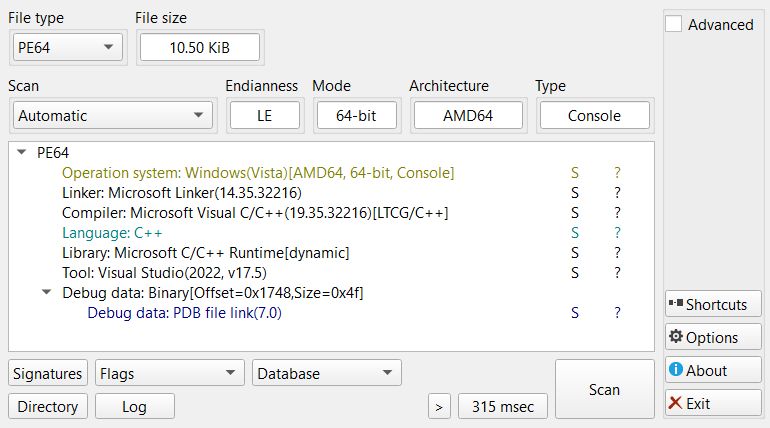 File type
File size
Advanced
PE64
10.50 KiB
Scan
Endianness
Mode
Architecture
Type
Automatic
LE
64-bit
AMD64
Console
PE64
Operation system: Windows(Vista)[AMD64, 64-bit, Console] S ?
Linker: Microsoft Linker(14.35.32216) S ?
Compiler: Microsoft Visual C/C++(19.35.32216)[LTCG/C++] S ?
Language: C++ S ?
Library: Microsoft C/C++ Runtime[dynamic] S ?
Tool: Visual Studio(2022, v17.5) S ?
Debug data: Binary[Offset=0x1748,Size=0x4f]
Debug data: PDB file link(7.0) S ?
Shortcuts
Options
About
Exit
Signatures
Flags
Database
Scan
Directory
Log
>
315 msec